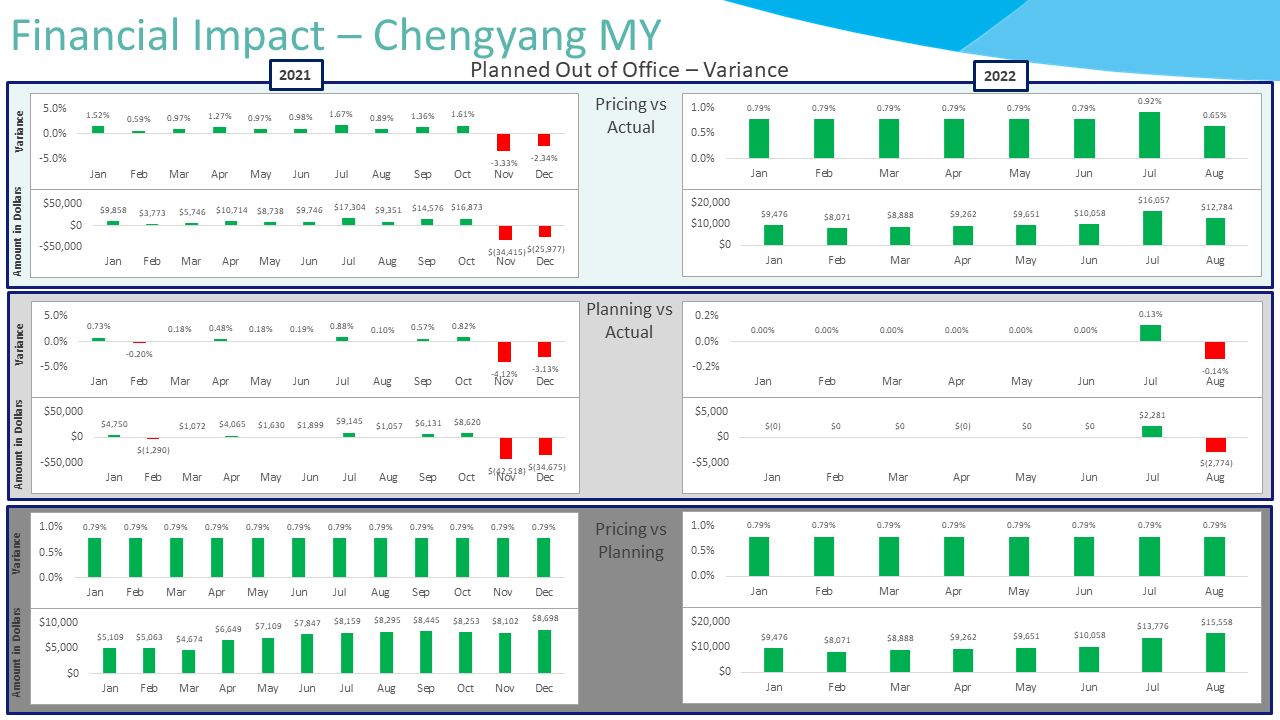 Financial Impact – Chengyang MY
Planned Out of Office – Variance
2021
2022
Pricing vs
Actual
Variance
5.0%
0.0%
-5.0%
1.52% 0.59% 0.97% 1.27% 0.97% 0.98% 1.67% 0.89% 1.36% 1.61% -3.33% -2.34%
Jan Feb Mar Apr May Jun Jul Aug Sep Oct Nov Dec
Amount in Dollars
$50,000
$0
-$50,000
$9,858 $3,773 $5,746 $10,714 $8,738 $9,746 $17,304 $9,351 $14,576 $16,873 $(34,415) $(25,977)
Jan Feb Mar Apr May Jun Jul Aug Sep Oct Nov Dec
1.0%
0.5%
0.0%
0.79% 0.79% 0.79% 0.79% 0.79% 0.79% 0.92% 0.65%
Jan Feb Mar Apr May Jun Jul Aug
$20,000
$10,000
$0
$9,476 $8,071 $8,888 $9,262 $9,651 $10,058 $16,057 $12,784
Jan Feb Mar Apr May Jun Jul Aug
Planning vs
Actual
Variance
5.0%
0.0%
-5.0%
0.73% -0.20% 0.18% 0.48% 0.18% 0.19% 0.88% 0.10% 0.57% 0.82% -4.12% -3.13%
Jan Feb Mar Apr May Jun Jul Aug Sep Oct Nov Dec
Amount in Dollars
$50,000
$0
-$50,000
$4,750 $(1,290) $1,072 $4,065 $1,630 $1,899 $9,145 $1,057 $6,131 $8,620 $(42,518) $(34,675)
Jan Feb Mar Apr May Jun Jul Aug Sep Oct Nov Dec
0.2%
0.0%
-0.2%
0.00% 0.00% 0.00% 0.00% 0.00% 0.00% 0.13% -0.14%
Jan Feb Mar Apr May Jun Jul Aug
$5,000
$0
-$5,000
$(0) $0 $0 $(0) $0 $0 $2,281 $(2,774)
Jan Feb Mar Apr May Jun Jul Aug
Pricing vs
Planning
Variance
1.0%
0.5%
0.0%
0.79% 0.79% 0.79% 0.79% 0.79% 0.79% 0.79% 0.79% 0.79% 0.79% 0.79% 0.79%
Jan Feb Mar Apr May Jun Jul Aug Sep Oct Nov Dec
Amount in Dollars
$10,000
$5,000
$0
$5,109 $5,063 $4,674 $6,649 $7,109 $7,847 $8,159 $8,295 $8,445 $8,253 $8,102 $8,698
Jan Feb Mar Apr May Jun Jul Aug Sep Oct Nov Dec
1.0%
0.5%
0.0%
0.79% 0.79% 0.79% 0.79% 0.79% 0.79% 0.79% 0.79%
Jan Feb Mar Apr May Jun Jul Aug
$20,000
$10,000
$0
$9,476 $8,071 $8,888 $9,262 $9,651 $10,058 $13,776 $15,558
Jan Feb Mar Apr May Jun Jul Aug